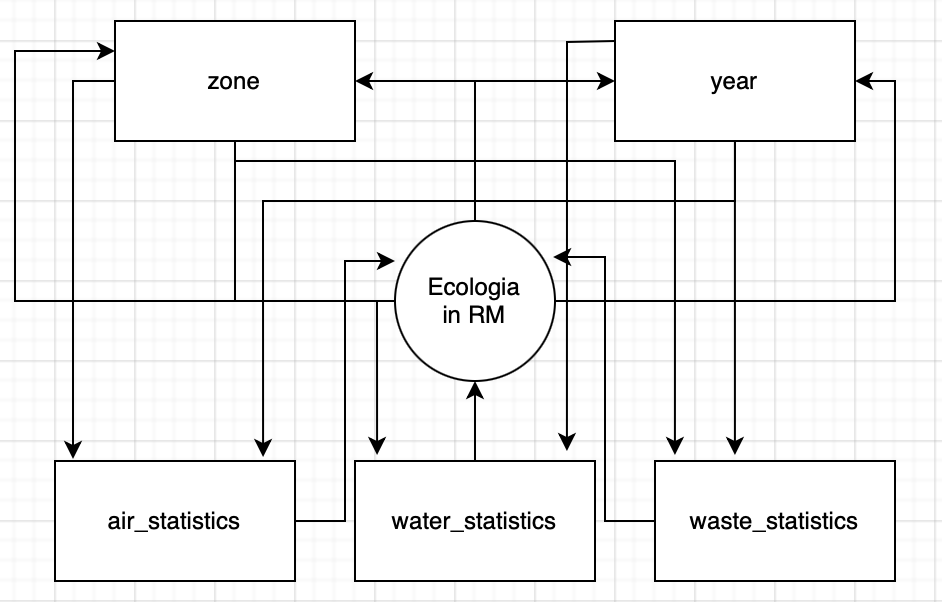 zone
year
Ecologia
in RM
air_statistics
water_statistics
waste_statistics